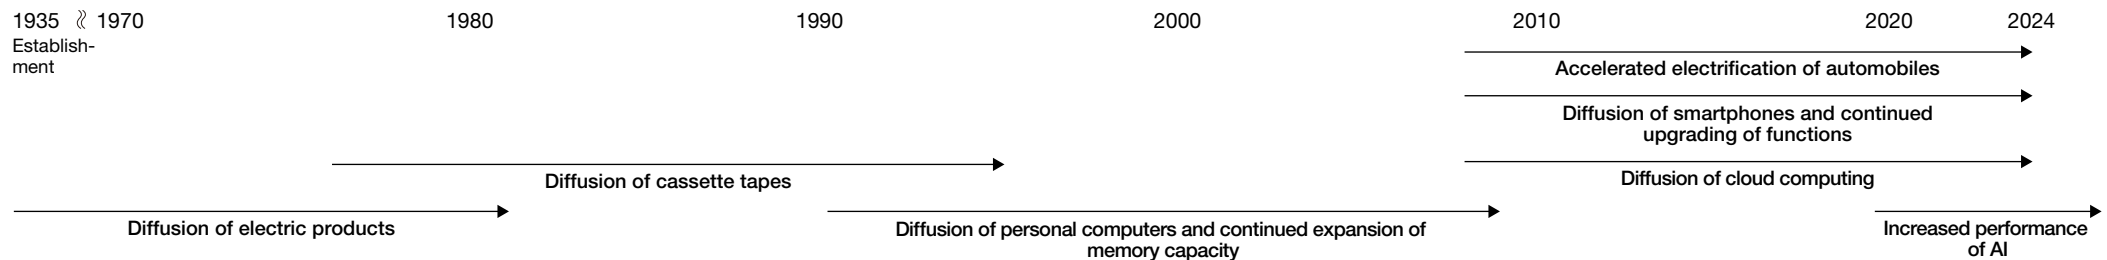 1935 1970 1980 1990 2000 2010 2020 2024
Establish-
ment
Accelerated electrification of automobiles
Diffusion of smartphones and continued
upgrading of functions
Diffusion of cassette tapes
Diffusion of cloud computing
Diffusion of electric products
Diffusion of personal computers and continued expansion of
memory capacity
Increased performance
of AI